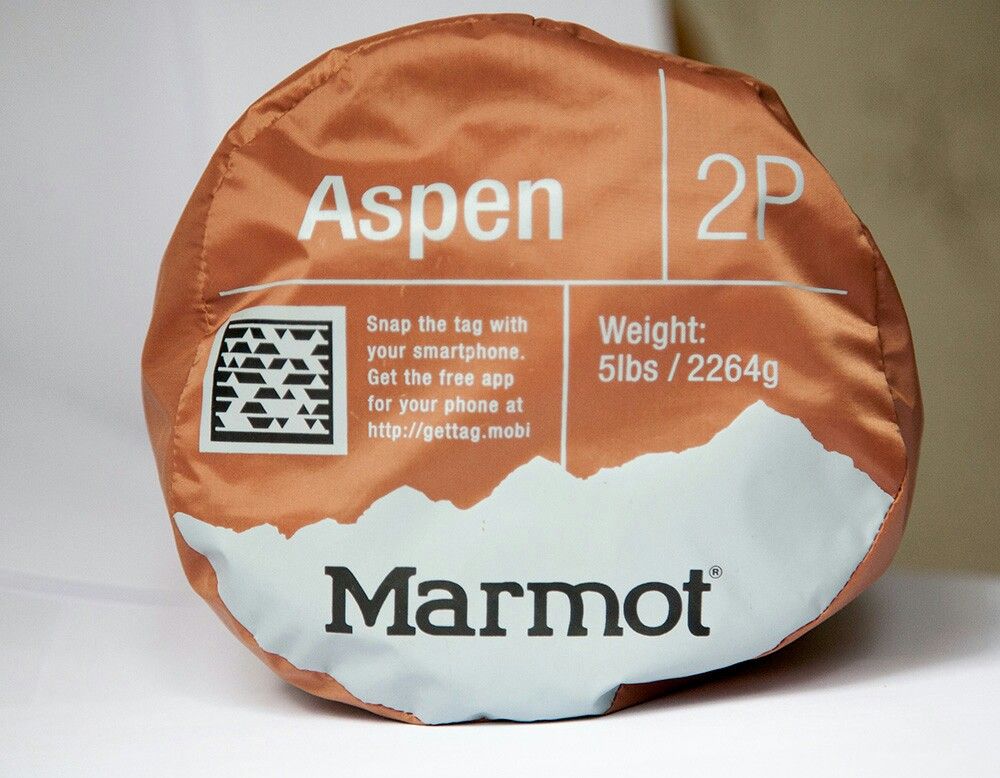 Aspen
2P
Snap the tag with
your smartphone.
Get the free app
for your phone at
http://gettag.mobi
Weight:
5lbs / 2264g
Marmot®